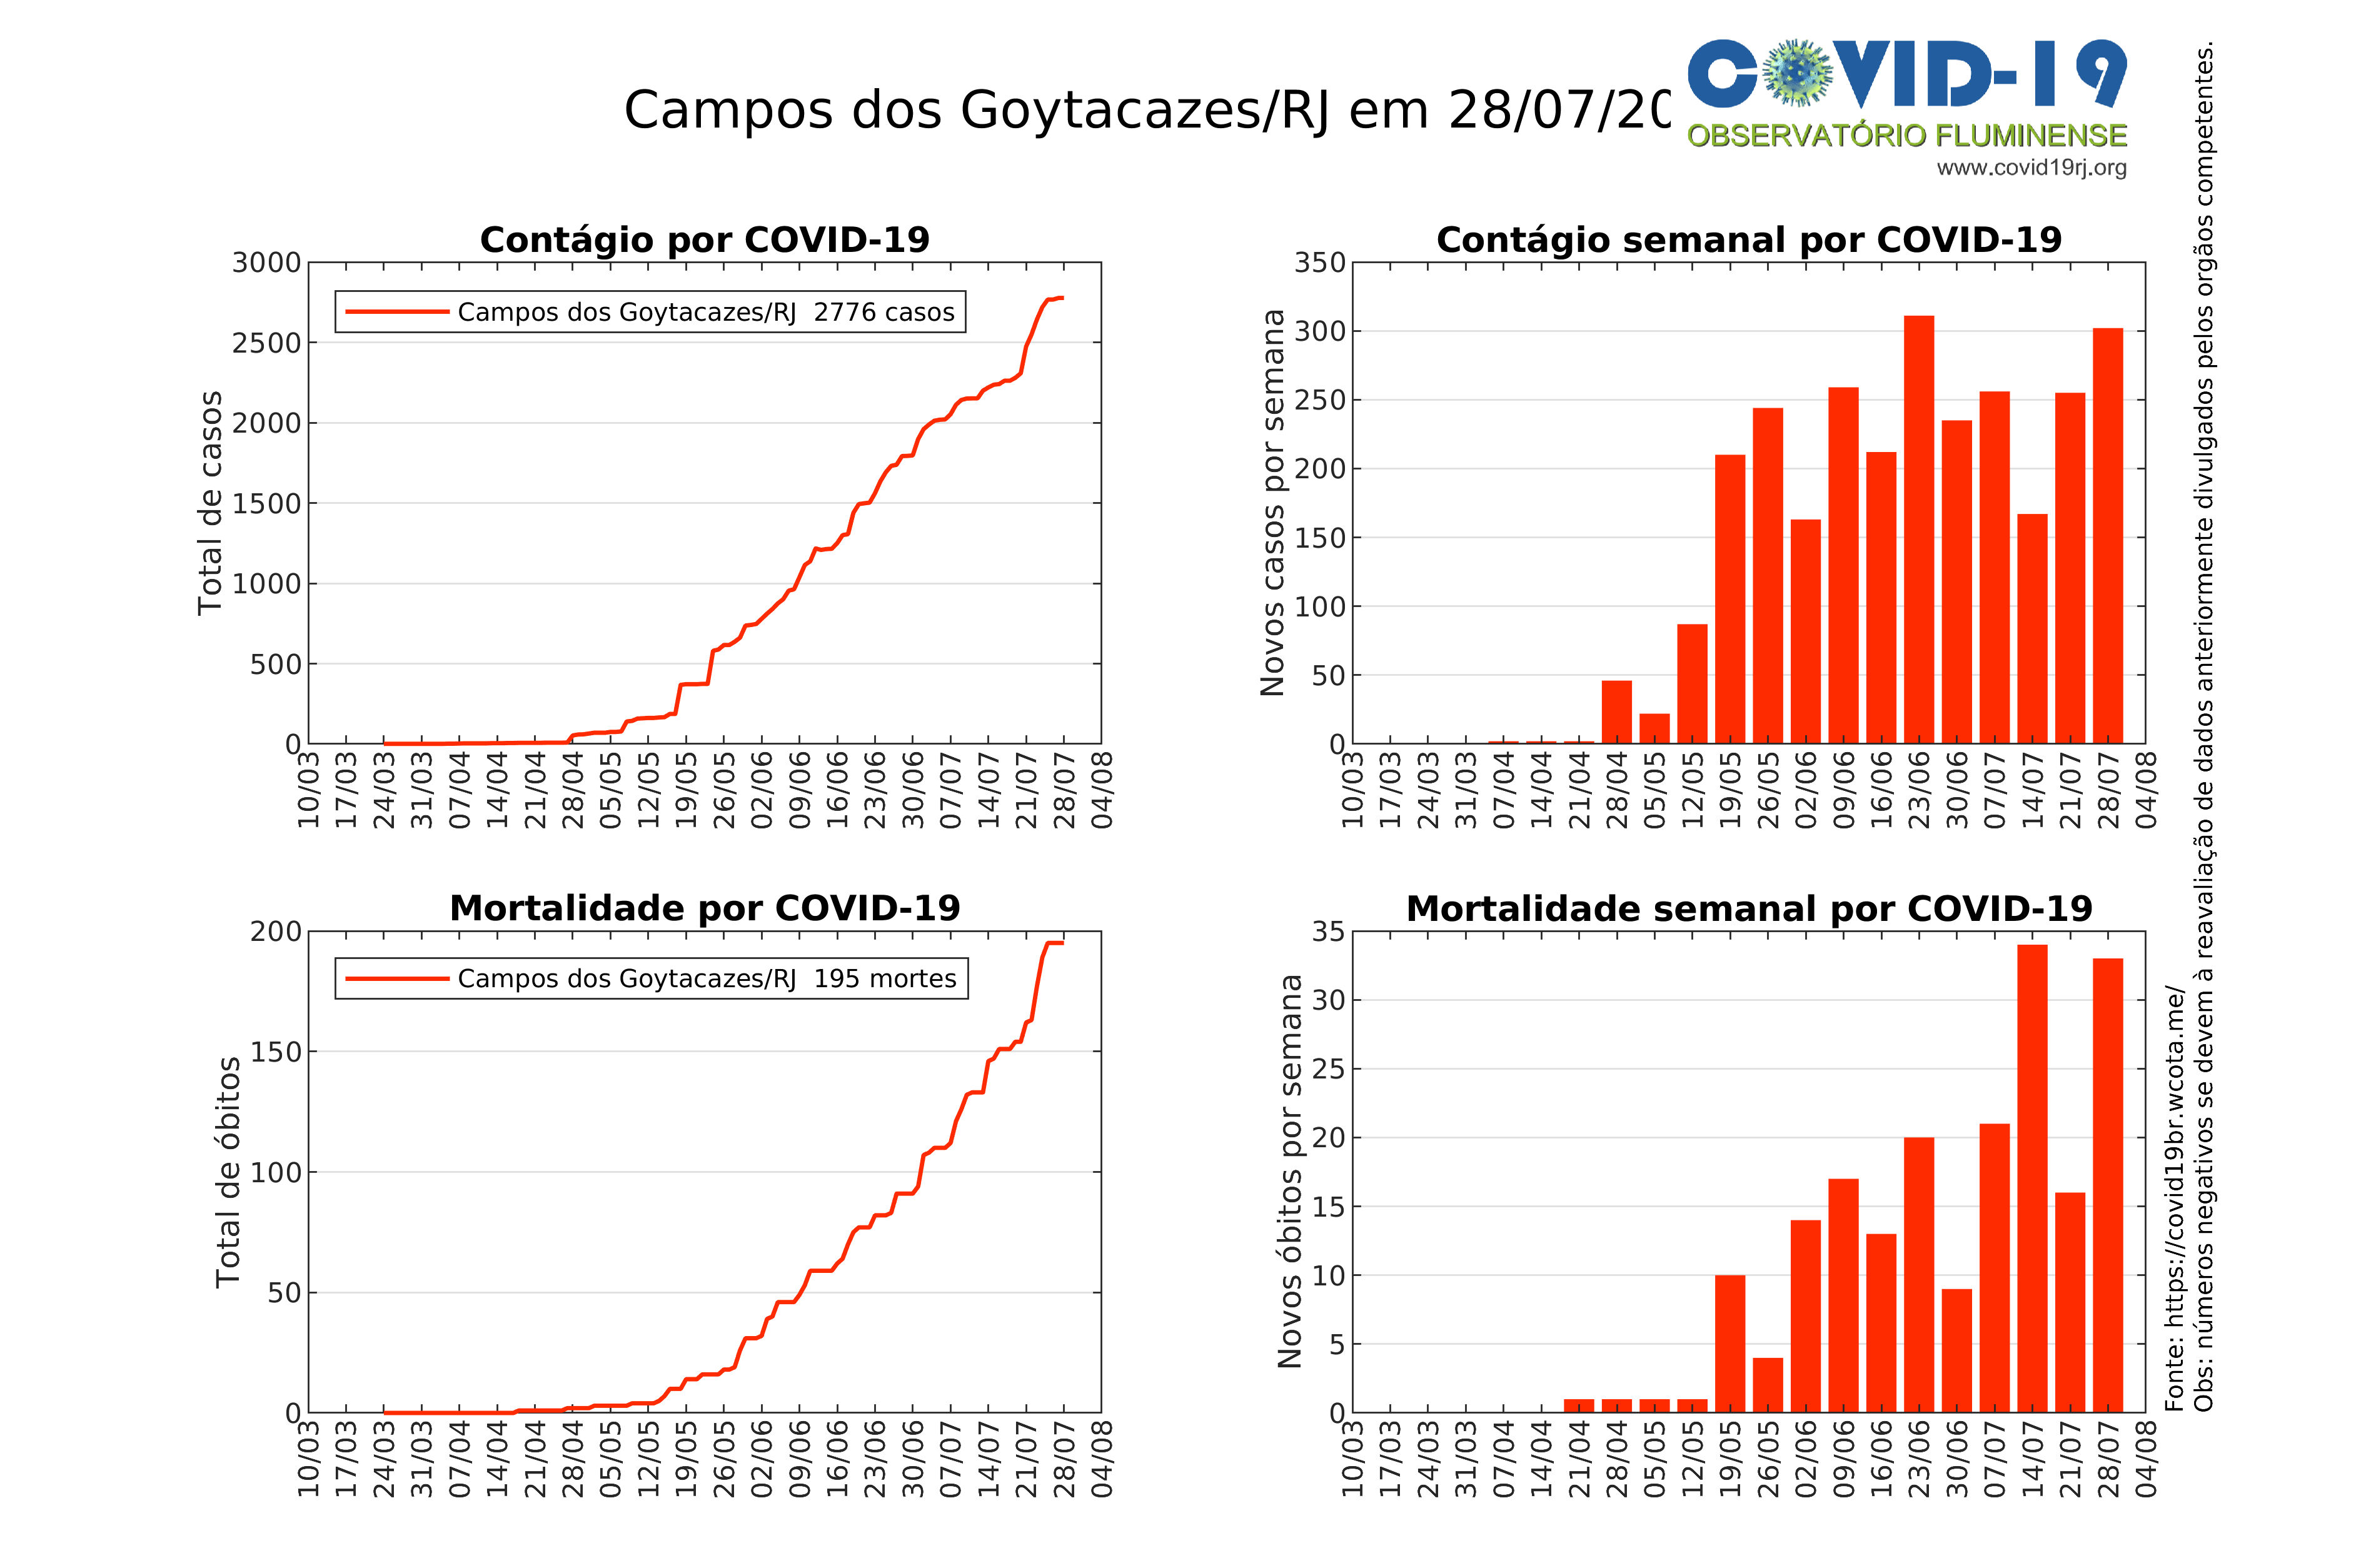 Campos dos Goytacazes/RJ em 28/07/20
COVID-19
OBSERVATÓRIO FLUMINENSE
www.covid19rj.org
Contágio por COVID-19
Total de casos
3000
2500
2000
1500
1000
500
0
Campos dos Goytacazes/RJ 2776 casos
10/03 17/03 24/03 31/03 07/04 14/04 21/04 28/04 05/05 12/05 19/05 26/05 02/06 09/06 16/06 23/06 30/06 07/07 14/07 21/07 28/07 04/08
Contágio semanal por COVID-19
Novos casos por semana
350
300
250
200
150
100
50
0
10/03 17/03 24/03 31/03 07/04 14/04 21/04 28/04 05/05 12/05 19/05 26/05 02/06 09/06 16/06 23/06 30/06 07/07 14/07 21/07 28/07 04/08
Mortalidade por COVID-19
Total de óbitos
200
150
100
50
0
Campos dos Goytacazes/RJ 195 mortes
10/03 17/03 24/03 31/03 07/04 14/04 21/04 28/04 05/05 12/05 19/05 26/05 02/06 09/06 16/06 23/06 30/06 07/07 14/07 21/07 28/07 04/08
Mortalidade semanal por COVID-19
Novos óbitos por semana
35
30
25
20
15
10
5
0
10/03 17/03 24/03 31/03 07/04 14/04 21/04 28/04 05/05 12/05 19/05 26/05 02/06 09/06 16/06 23/06 30/06 07/07 14/07 21/07 28/07 04/08
Fonte: https://covid19br.wcota.me/
Obs: números negativos se devem à reavaliação de dados anteriormente divulgados pelos orgãos competentes.